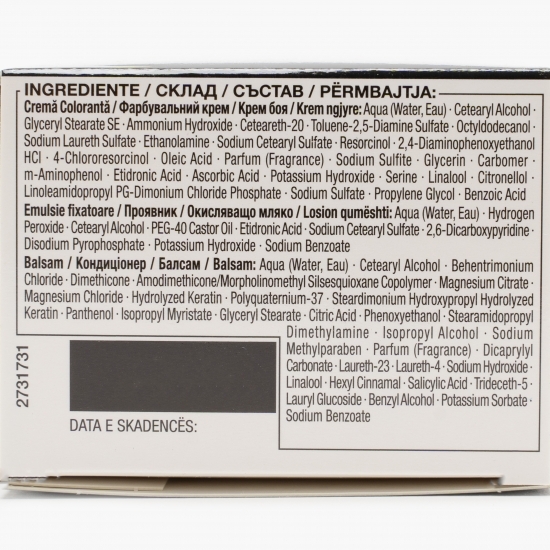 INGREDIENTE / СКЛАД / СЪСТАВ / PËRMBAJTJA:
Cremă Colorantă / Фарбувальний крем / Крем боя / Krem ngjyre: Aqua (Water, Eau) · Cetearyl Alcohol ·
Glyceryl Stearate SE · Ammonium Hydroxide · Ceteareth-20 · Toluene-2,5-Diamine Sulfate · Octyldodecanol ·
Sodium Laureth Sulfate · Ethanolamine · Sodium Cetearyl Sulfate · Resorcinol · 2,4-Diaminophenoxyethanol
HCl · 4-Chlororesorcinol · Oleic Acid · Parfum (Fragrance) · Sodium Sulfite · Glycerin · Carbomer ·
m-Aminophenol · Etidronic Acid · Ascorbic Acid · Potassium Hydroxide · Serine · Linalool · Citronellol ·
Linoleamidopropyl PG-Dimonium Chloride Phosphate · Sodium Sulfate · Propylene Glycol · Benzoic Acid
Emulsie fixatoare / Проявник / Окисляващо мляко / Losion qumështi: Aqua (Water, Eau) · Hydrogen
Peroxide · Cetearyl Alcohol · PEG-40 Castor Oil · Etidronic Acid · Sodium Cetearyl Sulfate · 2,6-Dicarboxypyridine ·
Disodium Pyrophosphate · Potassium Hydroxide · Sodium Benzoate
Balsam / Кондиціонер / Балсам / Balsam: Aqua (Water, Eau) · Cetearyl Alcohol · Behentrimonium
Chloride · Dimethicone · Amodimethicone/Morpholinomethyl Silsesquioxane Copolymer · Magnesium Citrate ·
Magnesium Chloride · Hydrolyzed Keratin · Polyquaternium-37 · Steardimonium Hydroxypropyl Hydrolyzed
Keratin · Panthenol · Isopropyl Myristate · Glyceryl Stearate · Citric Acid · Phenoxyethanol · Stearamidopropyl
Dimethylamine · Isopropyl Alcohol · Sodium
Methylparaben · Parfum (Fragrance) · Dicaprylyl
Carbonate · Laureth-23 · Laureth-4 · Sodium Hydroxide ·
Linalool · Hexyl Cinnamal · Salicylic Acid · Trideceth-5 ·
Lauryl Glucoside · Benzyl Alcohol · Potassium Sorbate ·
Sodium Benzoate
2731731
DATA E SKADENCËS: